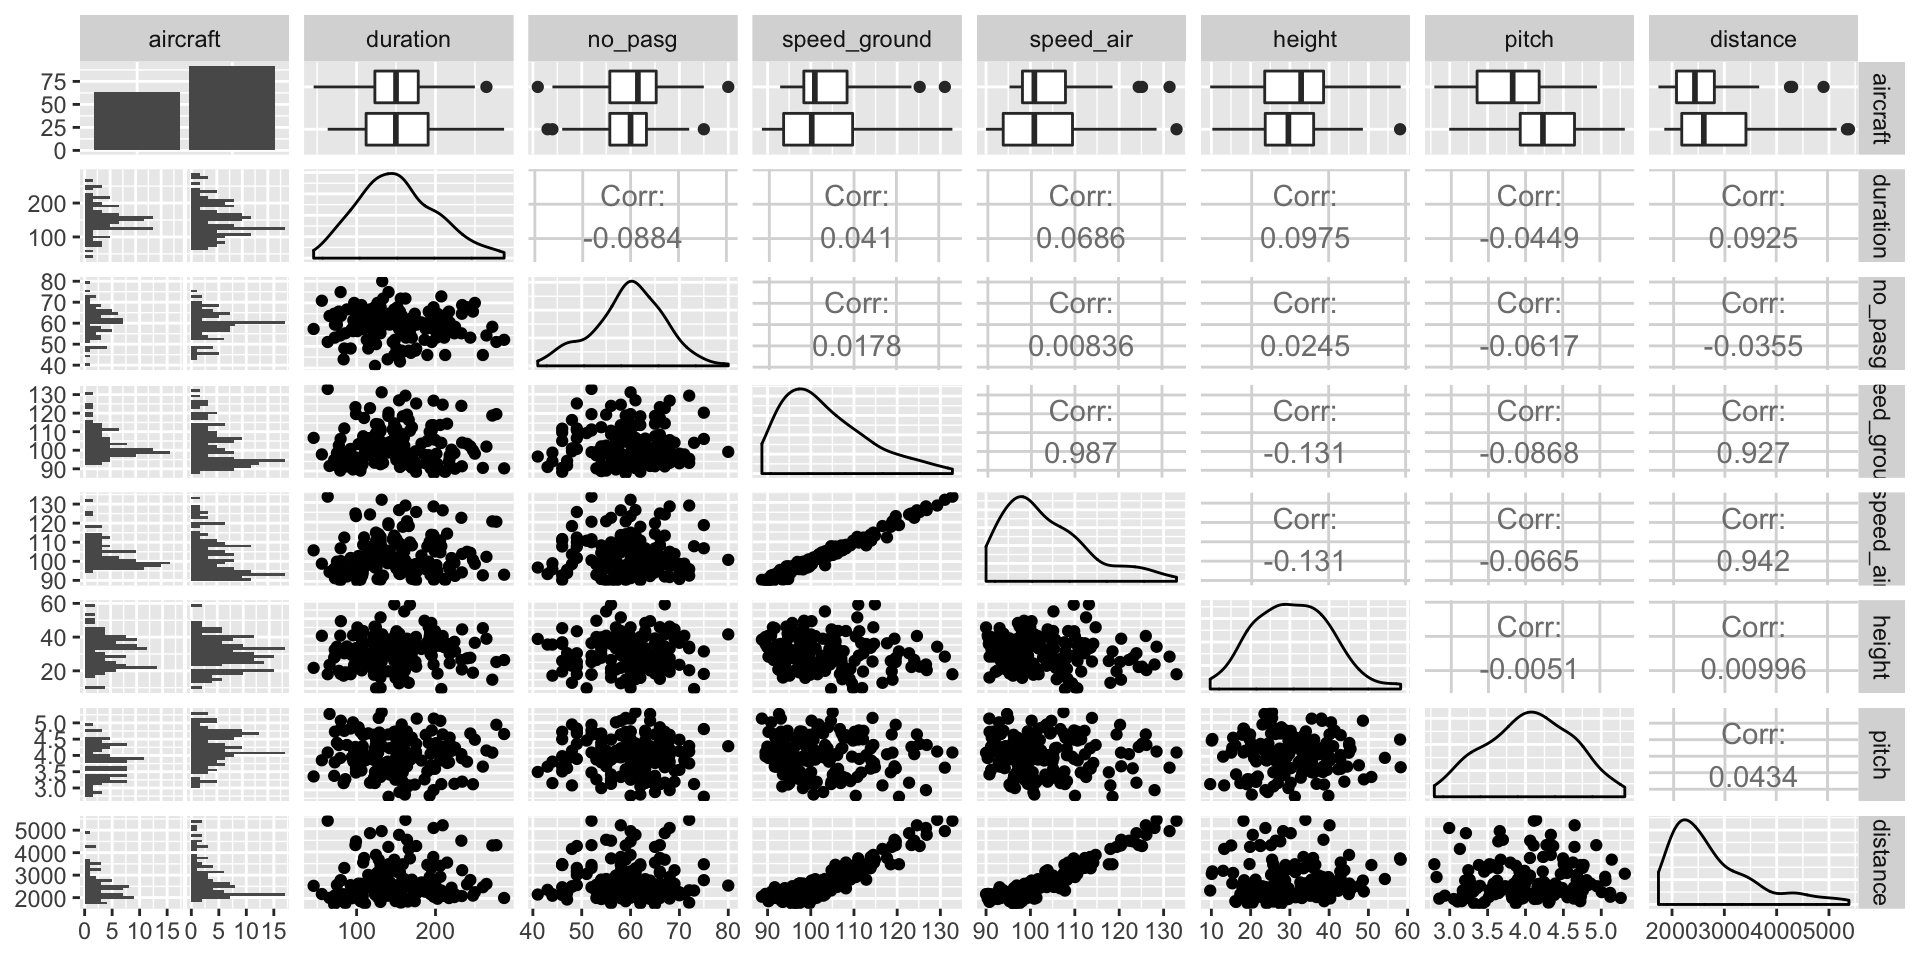 aircraft duration no_pasg speed_ground speed_air height pitch distance
75
50
25
0
aircraft
Corr: Corr: Corr: Corr: Corr: Corr:
-0.0884 0.041 0.0686 0.0975 -0.0449 0.0925
200
100
duration
Corr: Corr: Corr: Corr: Corr:
0.0178 0.00836 0.0245 -0.0617 -0.0355
80
70
60
50
40
no_pasg
Corr: Corr: Corr: Corr:
0.987 -0.131 -0.0868 0.927
130
120
110
100
90
eed_grou
Corr: Corr: Corr:
-0.131 -0.0665 0.942
130
120
110
100
90
speed_air
Corr: Corr:
-0.0051 0.00996
60
40
20
height
Corr:
0.0434
5.0
4.5
4.0
3.5
3.0
pitch
5000
4000
3000
2000
distance
0 5 10 15 0 5 10 15 100 200 40 50 60 70 80 90 100 110 120 130 90 100 110 120 130 10 20 30 40 50 60 3.0 3.5 4.0 4.5 5.0 2000 3000 4000 5000